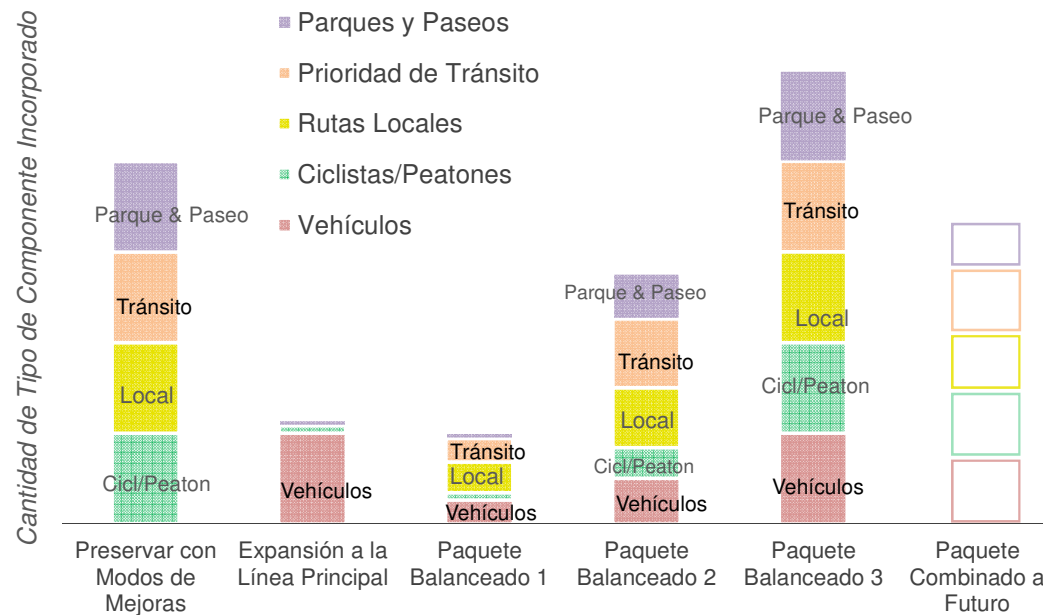 Cantidad de Tipo de Componente Incorporado
Parques y Paseos
Prioridad de Tránsito
Rutas Locales
Ciclistas/Peatones
Vehículos
Parque & Paseo
Tránsito
Local
Cicl/Peaton
Vehículos
Tránsito
Local
Vehículos
Parque & Paseo
Tránsito
Local
Cicl/Peaton
Vehículos
Parque & Paseo
Tránsito
Local
Cicl/Peaton
Vehículos
Preservar con
Modos de
Mejoras
Expansión a la
Línea Principal
Paquete
Balanceado 1
Paquete
Balanceado 2
Paquete
Balanceado 3
Paquete
Combinado a
Futuro